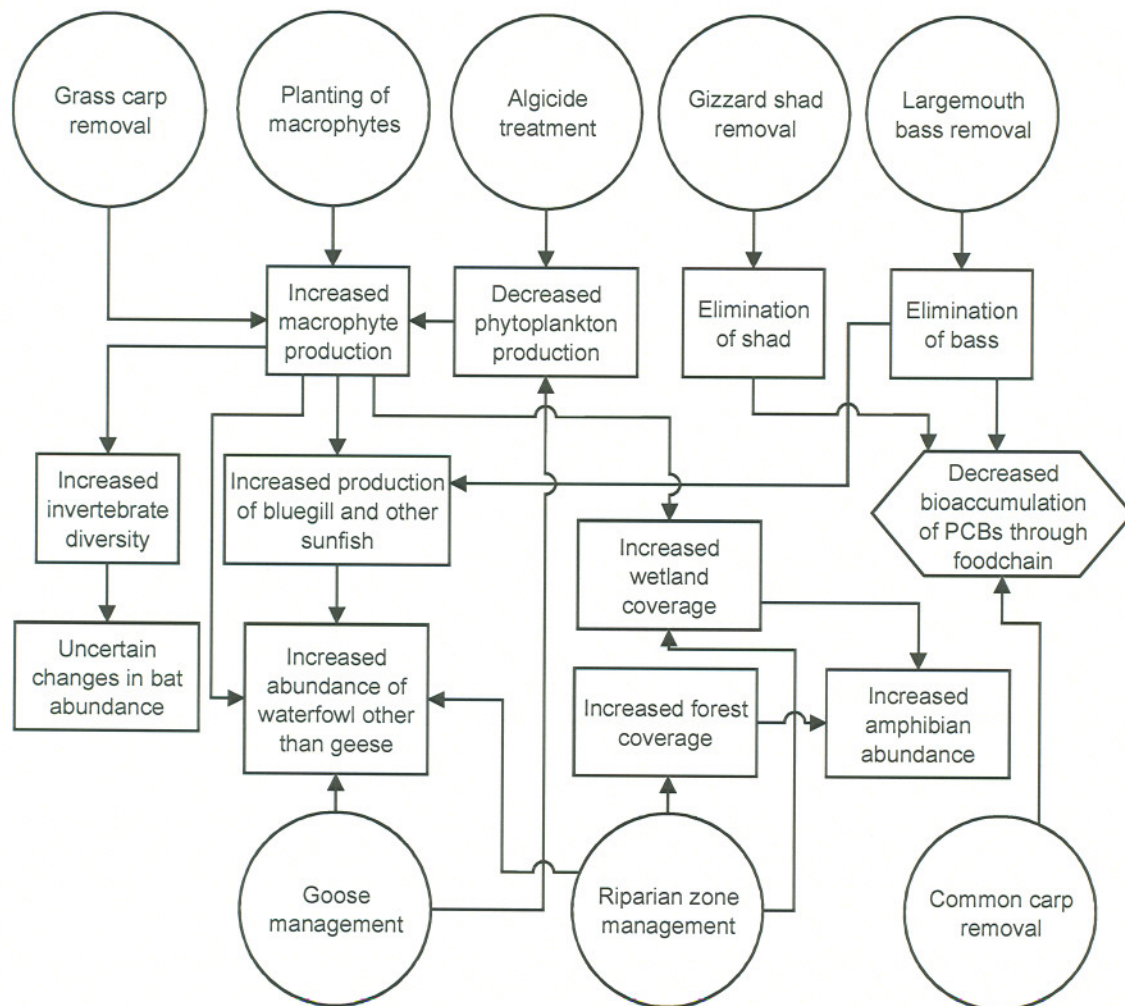 Grass carp
removal
Planting of
macrophytes
Algicide
treatment
Gizzard shad
removal
Largemouth
bass removal
Increased
macrophyte
production
Decreased
phytoplankton
production
Elimination
of shad
Elimination
of bass
Increased
invertebrate
diversity
Increased production
of bluegill and other
sunfish
Increased
wetland
coverage
Decreased
bioaccumulation
of PCBs through
foodchain
Uncertain
changes in bat
abundance
Increased
abundance of
waterfowl other
than geese
Increased forest
coverage
Increased
amphibian
abundance
Goose
management
Riparian zone
management
Common carp
removal